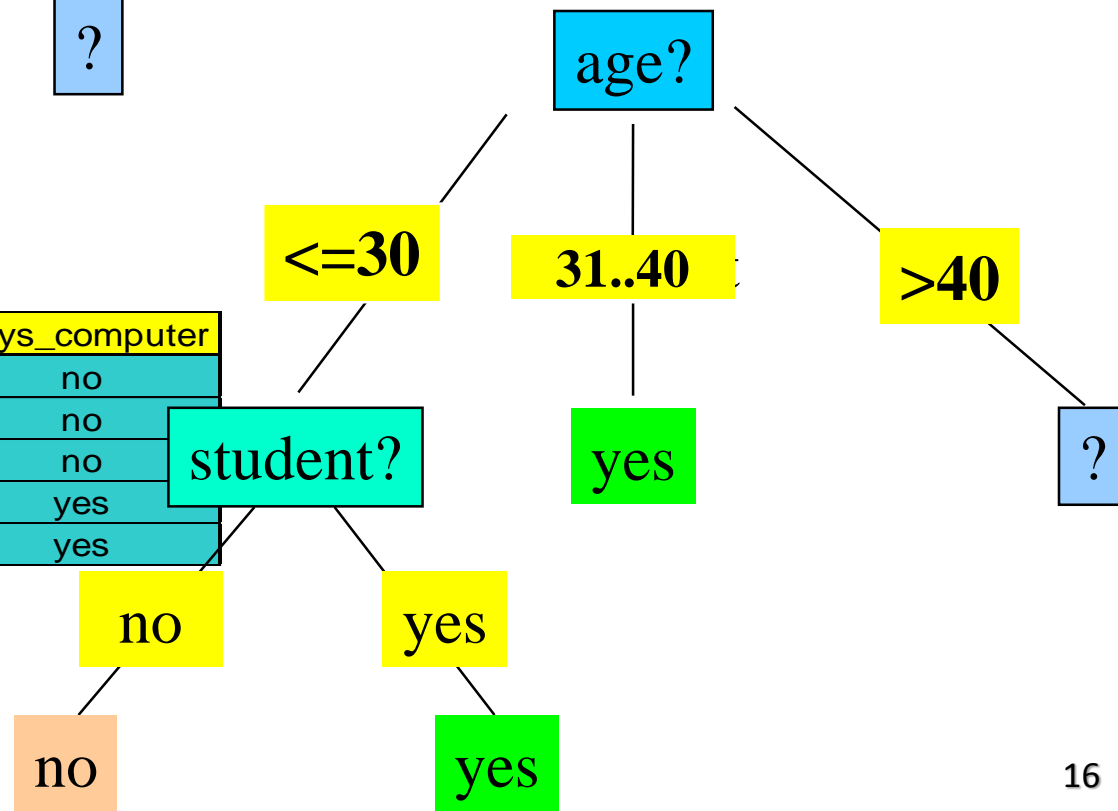 ?
age?
<=30
31..40
>40
ys_computer
no
no
no
yes
yes
student?
yes
?
no
yes
no
yes
16